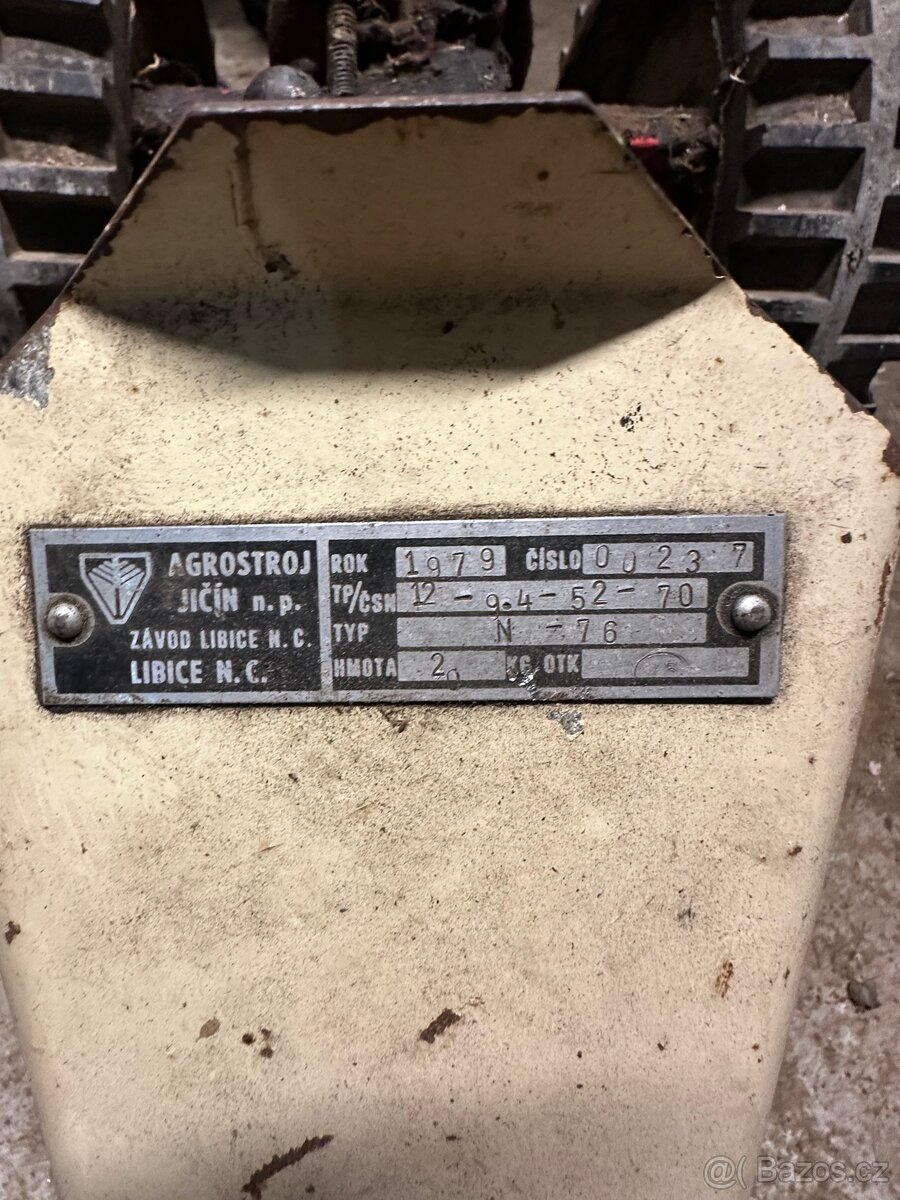 AGROSTROJ
JIČÍN n.p.
ZÁVOD LIBICE N.C.
LIBICE N.C.
ROK 1979 ČÍSLO 00237
TP/ČSN 12-94-52-70
TYP N-76
HMOTA 20 KG OTK
@( Bazos.cz